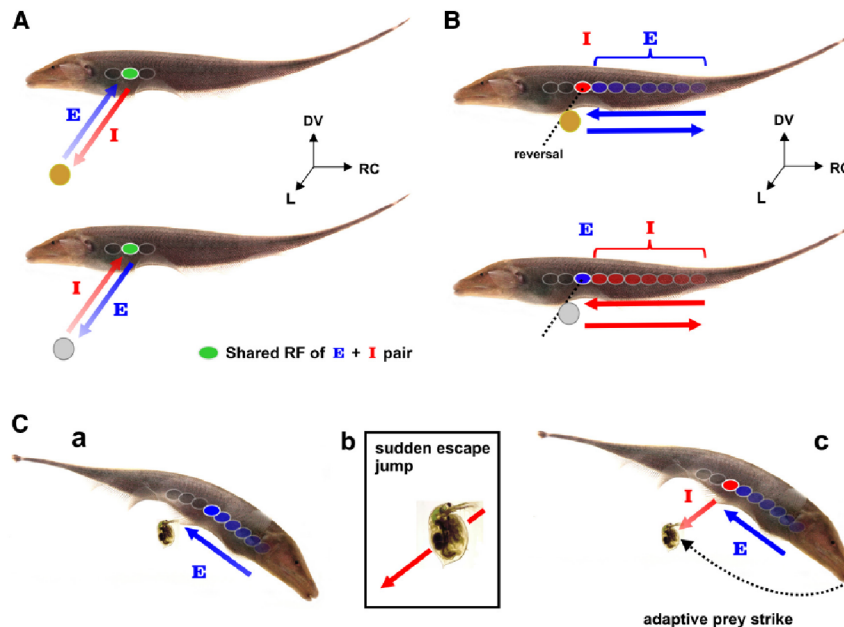 A
E
I
DV
RC
L
I
E
Shared RF of E + I pair
B
I
E
reversal
DV
RC
L
E
I
C
a
E
b
sudden escape
jump
c
I
E
adaptive prey strike